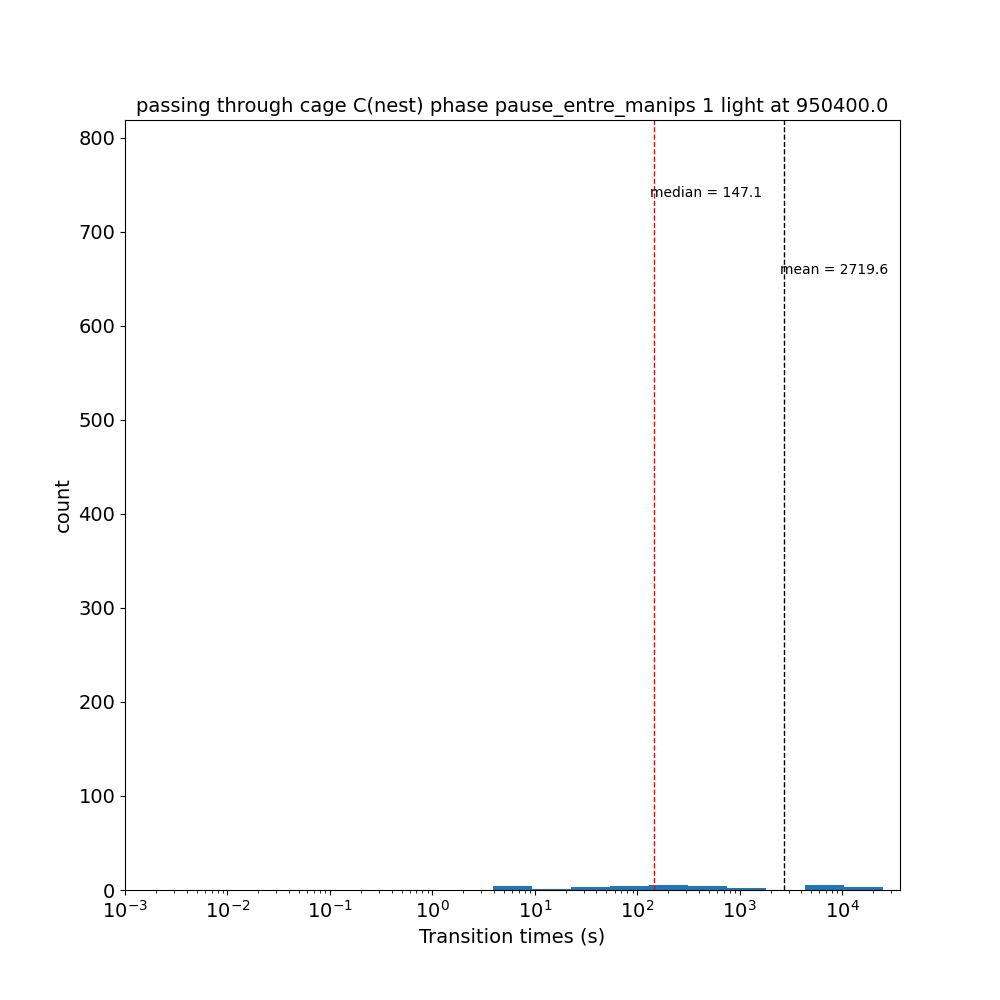 passing through cage C(nest) phase pause_entre_manips 1 light at 950400.0
800
median = 147.1
700
mean = 2719.6
600
500
count
400
300
200
100
0
10⁻³ 10⁻² 10⁻¹ 10⁰ 10¹ 10² 10³ 10⁴
Transition times (s)